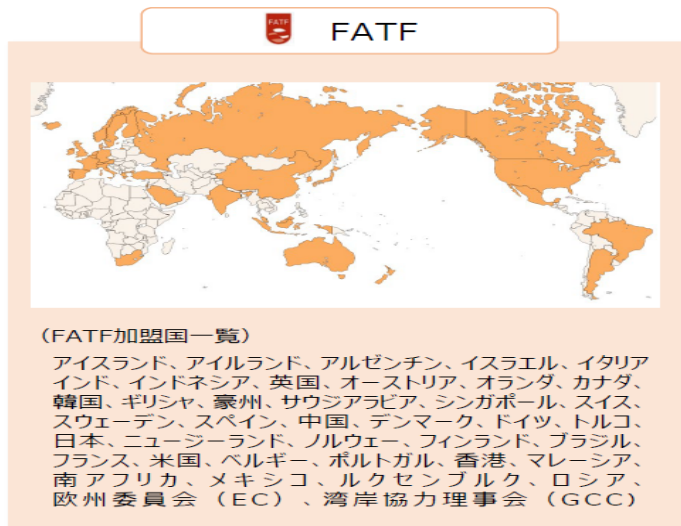 FATF
FATF
(FATF加盟国一覧)
アイスランド、アイルランド、アルゼンチン、イスラエル、イタリア
インド、インドネシア、英国、オーストリア、オランダ、カナダ、
韓国、ギリシャ、豪州、サウジアラビア、シンガポール、スイス、
スウェーデン、スペイン、中国、デンマーク、ドイツ、トルコ、
日本、ニュージーランド、ノルウェー、フィンランド、ブラジル、
フランス、米国、ベルギー、ポルトガル、香港、マレーシア、
南アフリカ、メキシコ、ルクセンブルク、ロシア、
欧州委員会（EC）、湾岸協力理事会（GCC）